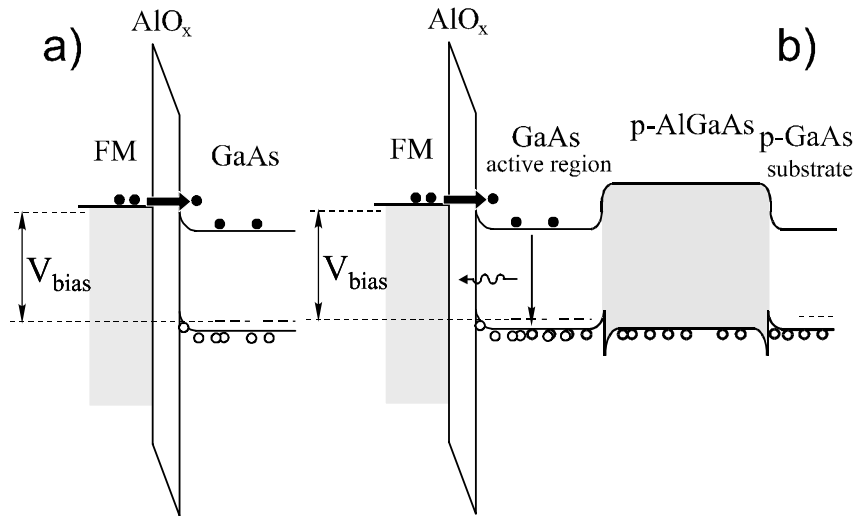 a)
AlOx
FM
GaAs
Vbias
b)
AlOx
FM
GaAs
active region
p-AlGaAs
p-GaAs
substrate
Vbias